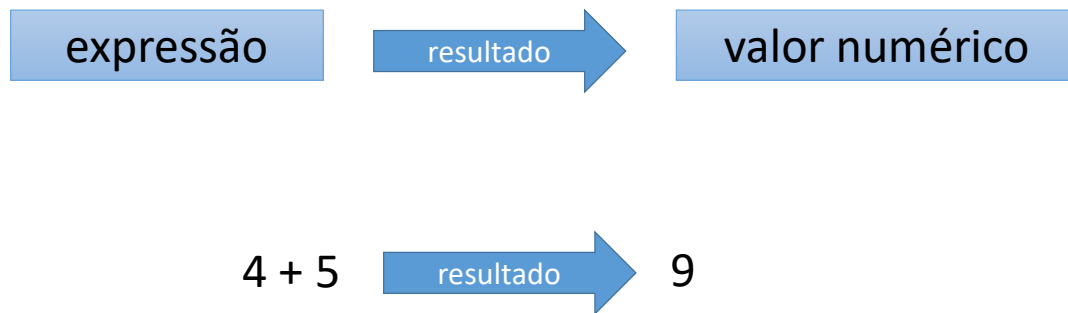 expressão resultado valor numérico
4 + 5 resultado 9